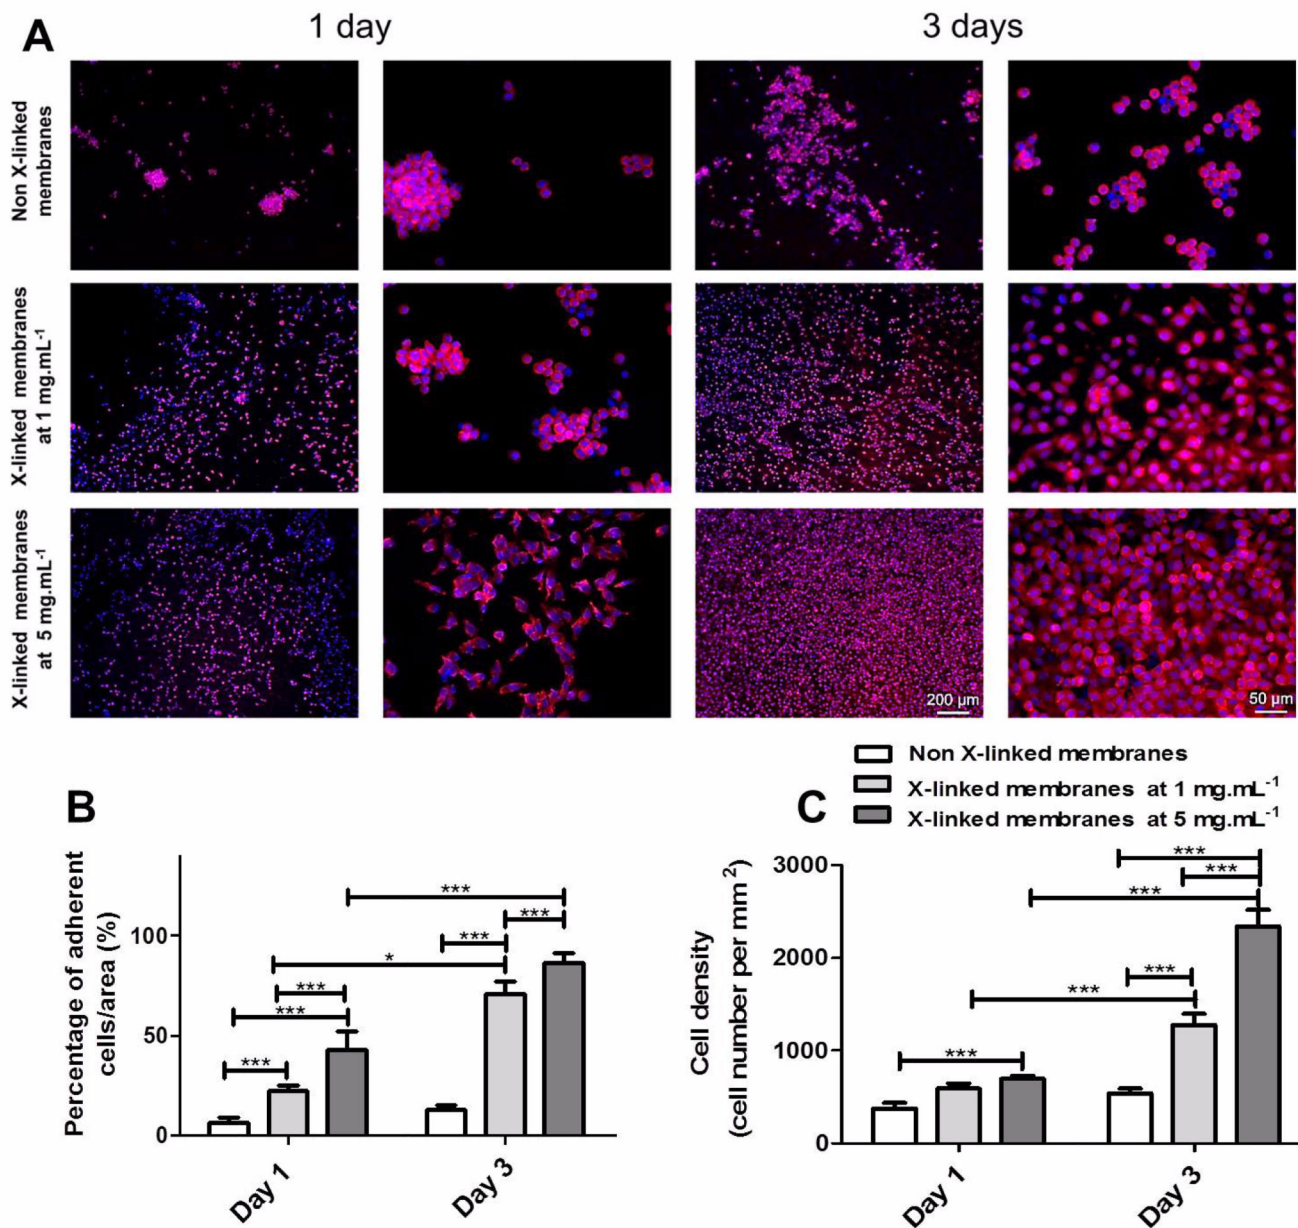 A
1 day
3 days
Non X-linked
membranes
X-linked membranes
at 1 mg.mL⁻¹
X-linked membranes
at 5 mg.mL⁻¹
200 µm
50 µm
Non X-linked membranes
X-linked membranes at 1 mg.mL⁻¹
X-linked membranes at 5 mg.mL⁻¹
B
Percentage of adherent
cells/area (%)
100
50
0
***
***
*
***
***
***
***
***
Day 1
Day 3
C
Cell density
(cell number per mm²)
3000
2000
1000
0
***
***
***
***
***
***
Day 1
Day 3